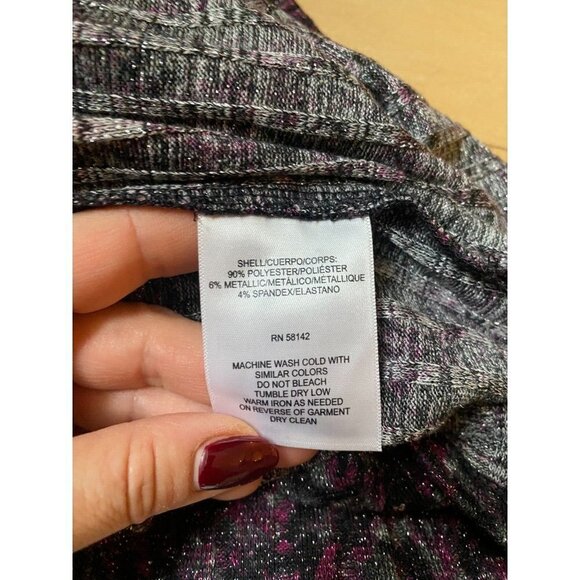 SHELL/CUERPO/CORPS:
90% POLYESTER/POLIÉSTER
6% METALLIC/METÁLICO/MÉTALLIQUE
4% SPANDEX/ELASTANO
RN 58142
MACHINE WASH COLD WITH
SIMILAR COLORS
DO NOT BLEACH
TUMBLE DRY LOW
WARM IRON AS NEEDED
ON REVERSE OF GARMENT
DRY CLEAN